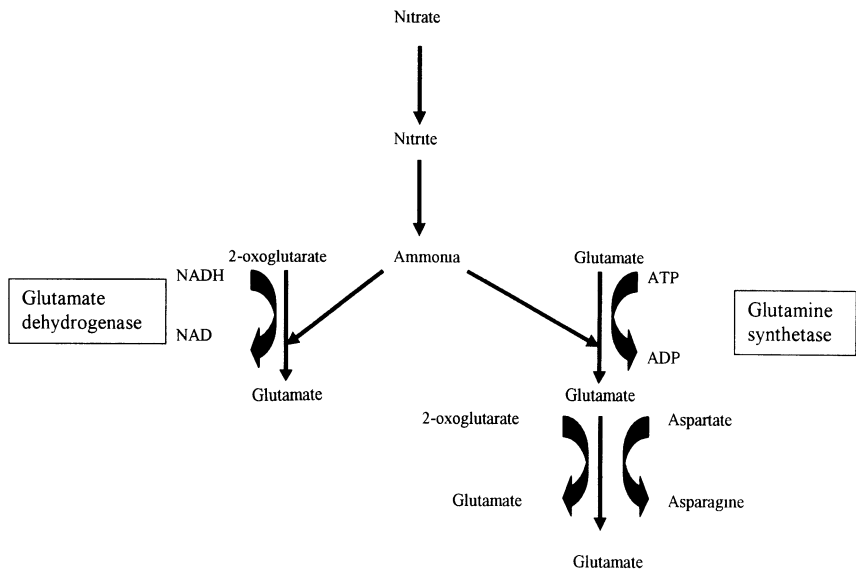 Nitrate
Nitrite
2-oxoglutarate
Ammonia
Glutamate
NADH
ATP
Glutamate
dehydrogenase
Glutamine
synthetase
NAD
ADP
Glutamate
Glutamate
2-oxoglutarate
Aspartate
Glutamate
Asparagine
Glutamate